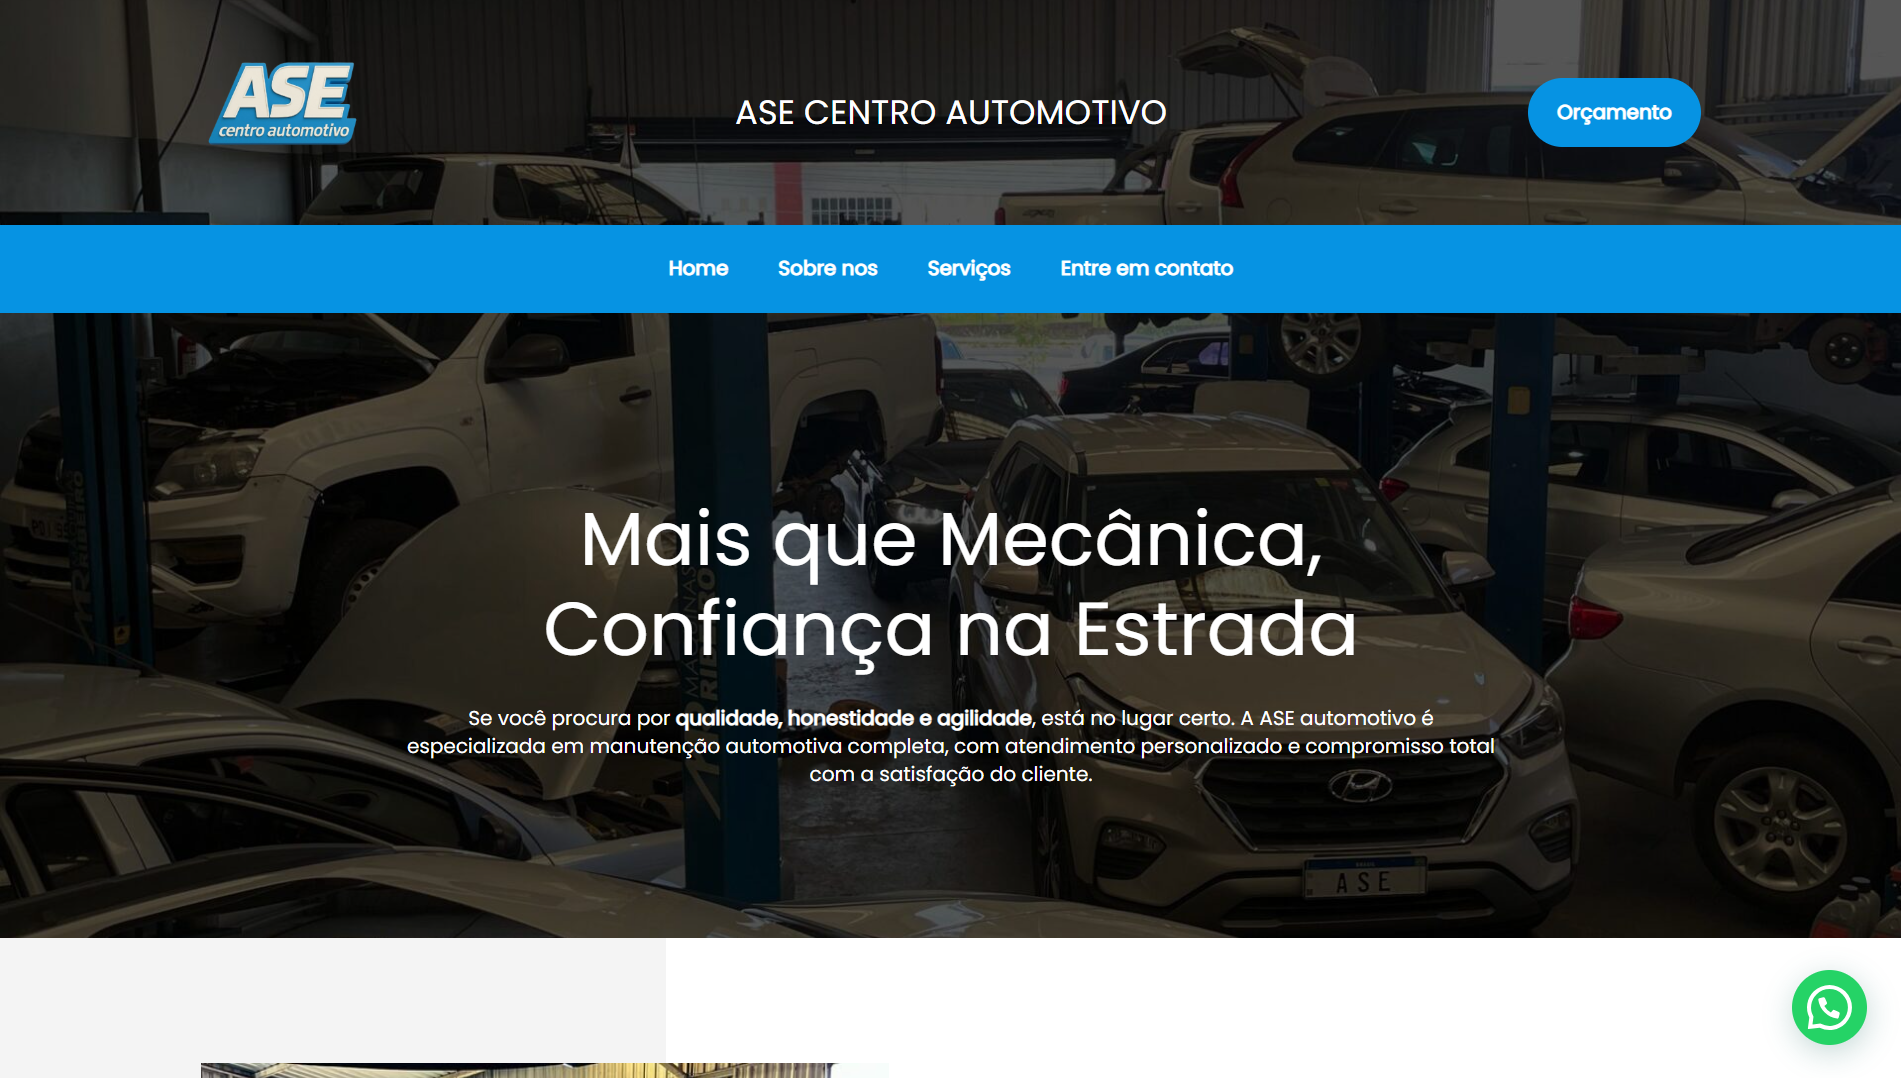 ASE
centro automotivo
ASE CENTRO AUTOMOTIVO
Orçamento
Home
Sobre nos
Serviços
Entre em contato
Mais que Mecânica,
Confiança na Estrada
Se você procura por qualidade, honestidade e agilidade, está no lugar certo. A ASE automotivo é
especializada em manutenção automotiva completa, com atendimento personalizado e compromisso total
com a satisfação do cliente.
RIBEIRO
ASE